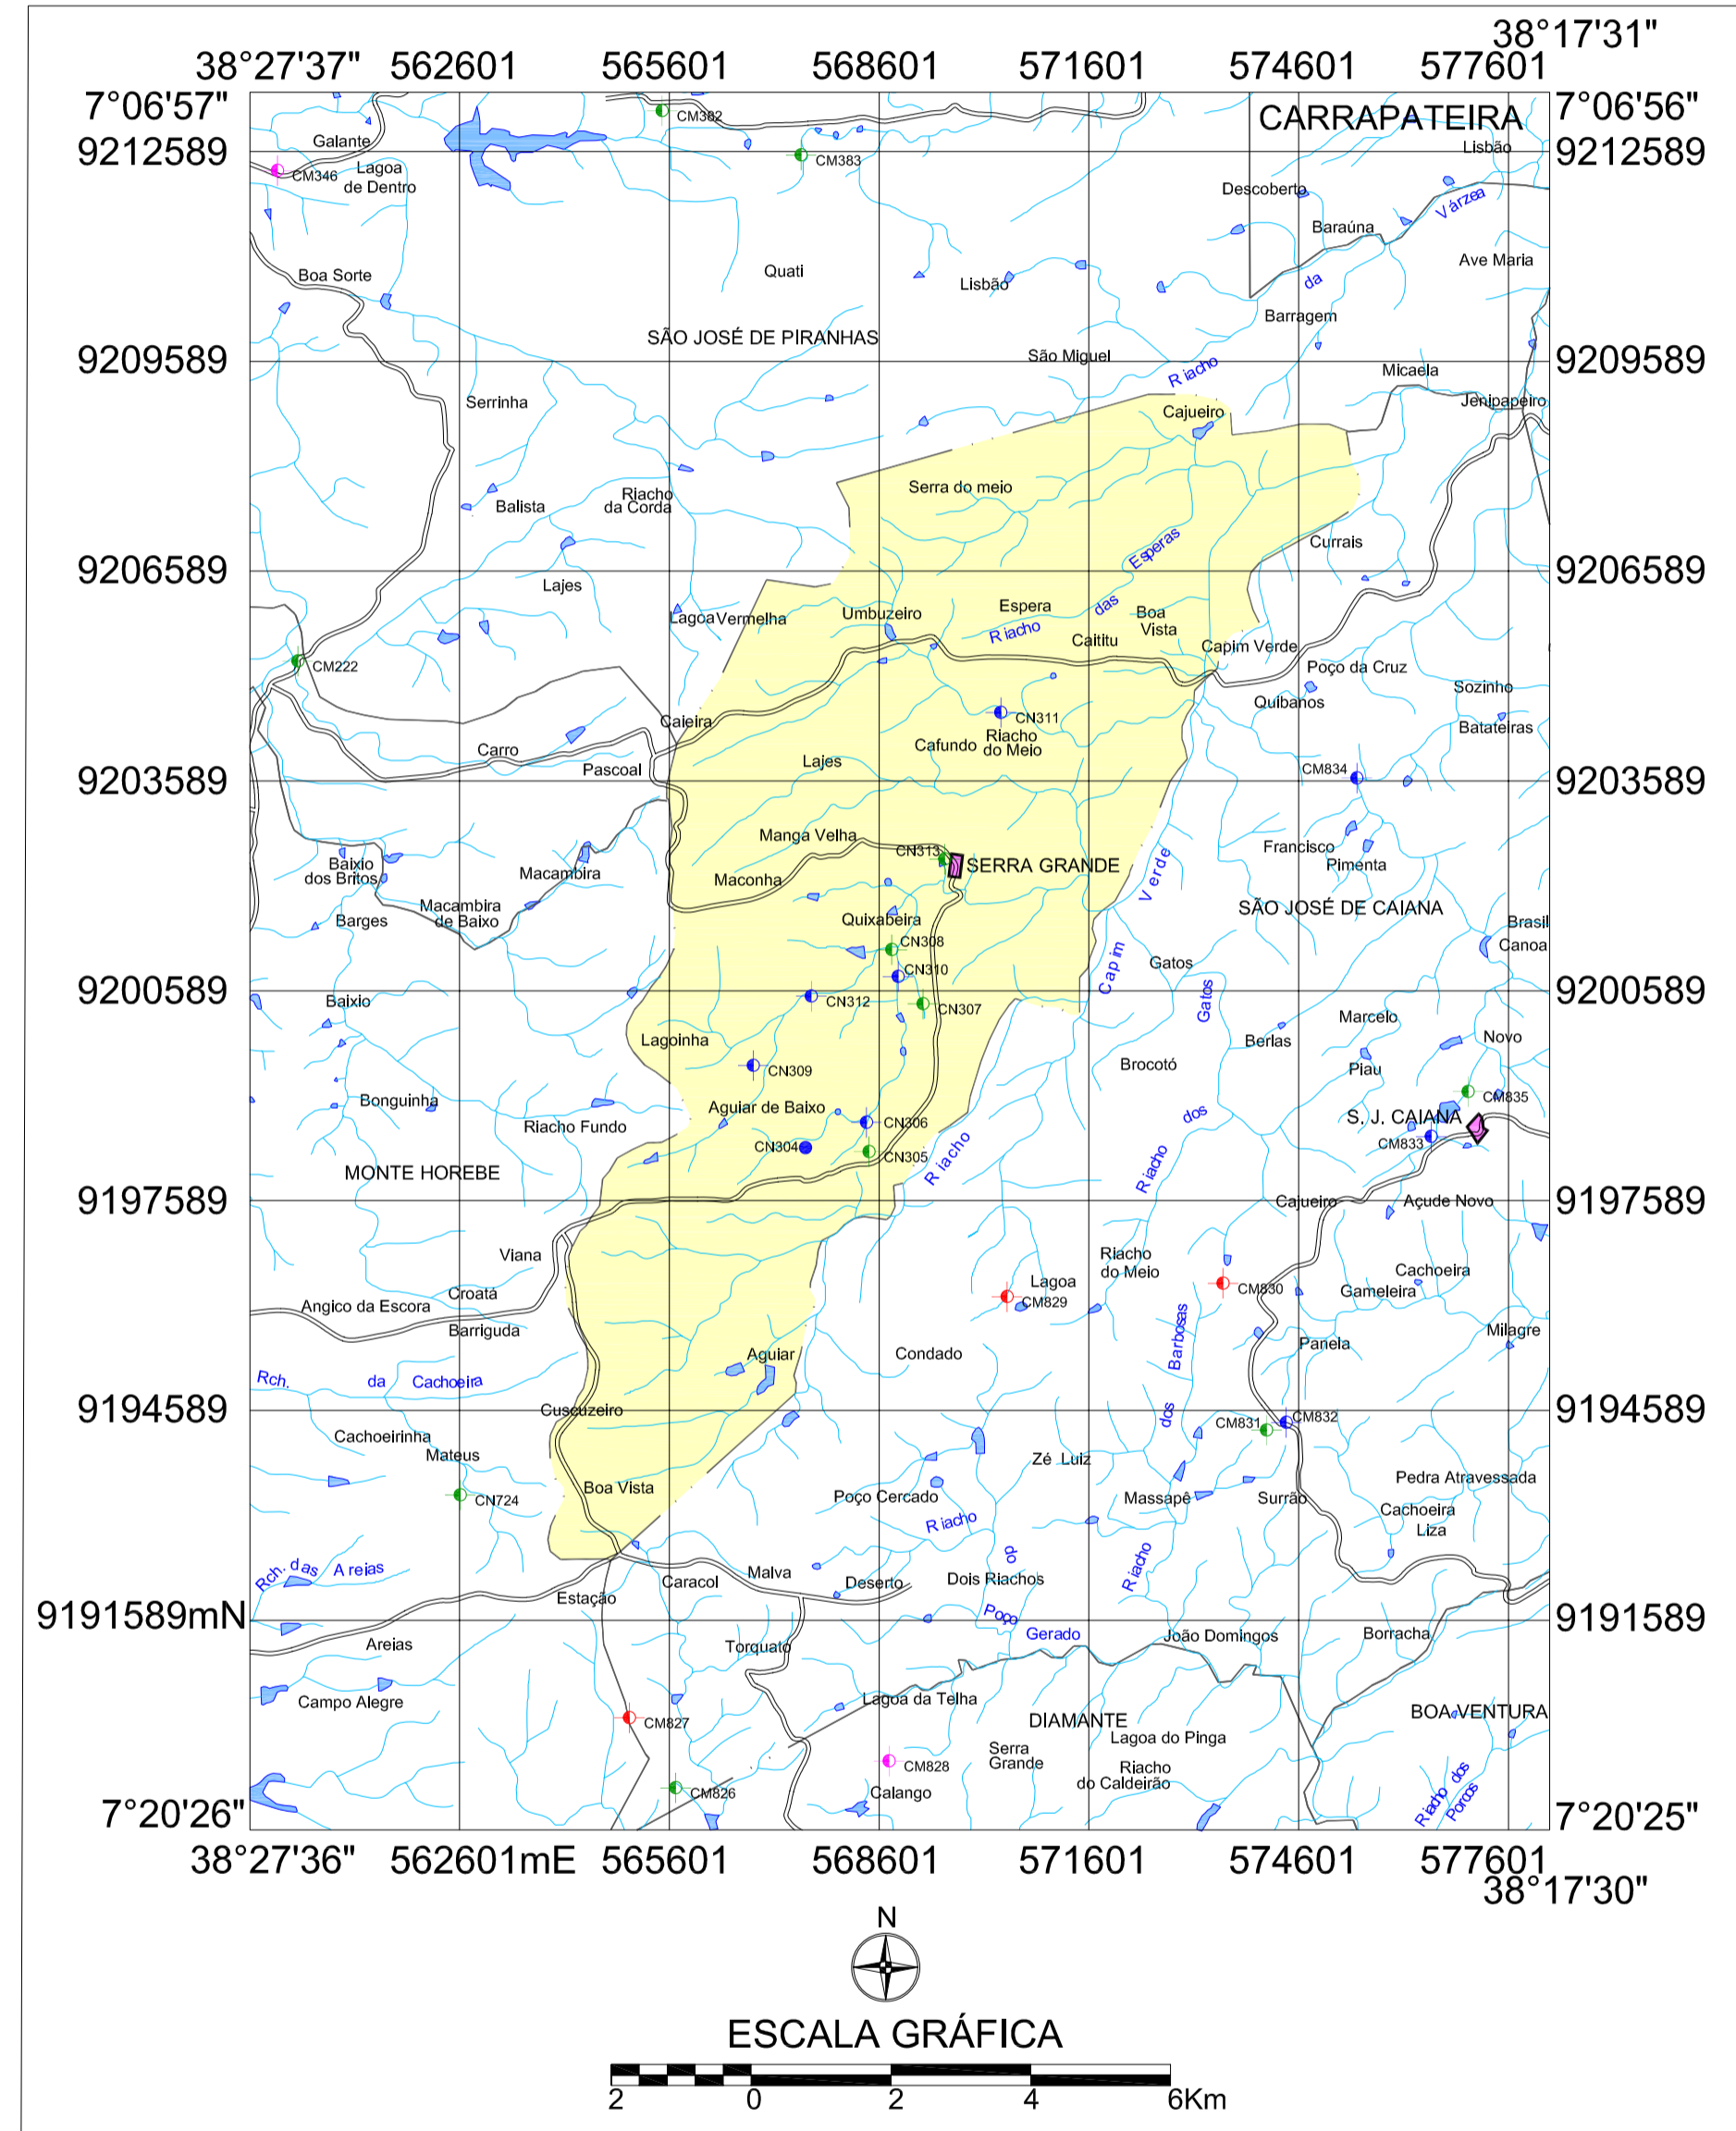 38°17'31"
38°27'37" 562601 565601 568601 571601 574601 577601
7°06'57" 7°06'56"
CARRAPATEIRA
CM382
Galante
9212589 9212589
CM383
Lisbão
CM346
Lagoa
de Dentro
Descoberto
Várzea
Baraúna
Boa Sorte
Quati
Lisbão
da
Ave Maria
Barragem
SÃO JOSÉ DE PIRANHAS
São Miguel
9209589 9209589
Riacho
Micaela
Serrinha
Cajueiro
Jenipapeiro
Balista
Riacho
da Corda
Serra do meio
Esperas
Currais
9206589 9206589
Lajes
Lagoa Vermelha
Umbuzeiro
Espera
das
Riacho
Boa
Vista
Caititu
Capim Verde
CM222
Poço da Cruz
Sozinho
Quibanos
Batateiras
Caieira
CN311
Riacho
do Meio
Cafundo
Carro
Pascoal
Lajes
CM834
9203589 9203589
Manga Velha
CN313
SERRA GRANDE
Francisco
Pimenta
Baixio
dos Britos
Macambira
Maconha
Verde
Macambira
de Baixo
Barges
Quixabeira
SÃO JOSÉ DE CAIANA
Brasil
Canoa
CN308
CN310
Capim
Gatos
9200589 9200589
Baixio
CN312
CN307
Gatos
Marcelo
Lagoinha
Berlas
Novo
Brocotó
Piau
CN309
Bonguinha
Aguiar de Baixo
Riacho Fundo
CN306
dos
CM835
S. J. CAIANA
CM833
CN304
CN305
Riacho
Riacho
MONTE HOREBE
9197589 9197589
Cajueiro
Açude Novo
Viana
Riacho
do Meio
Cachoeira
Lagoa
CM829
CM830
Gameleira
Croatá
Angico da Escora
Barriguda
Barbosas
Milagre
Panela
Aguiar
Condado
Rch. da Cachoeira
9194589 9194589
Cuscuzeiro
dos
CM831
CM832
Cachoeirinha
Mateus
Zé Luiz
Pedra Atravessada
CN724
Boa Vista
Poço Cercado
Massapê
Surrão
Riacho
Cachoeira
Liza
do
Rch. das Areias
Malva
Caracol
Deserto
Dois Riachos
Riacho
Estação
Poço
9191589mN 9191589
Gerado
Areias
Torquato
João Domingos
Borracha
Campo Alegre
Lagoa da Telha
CM827
DIAMANTE
BOA VENTURA
Lagoa do Pinga
Serra
Grande
CM828
CM826
Calango
Riacho
do Caldeirão
Riacho dos
Porcos
7°20'26" 7°20'25"
38°27'36" 562601mE 565601 568601 571601 574601 577601
38°17'30"
N
ESCALA GRÁFICA
2 0 2 4 6Km